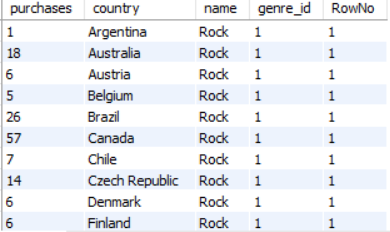 purchases country name genre_id RowNo
1 Argentina Rock 1 1
18 Australia Rock 1 1
6 Austria Rock 1 1
5 Belgium Rock 1 1
26 Brazil Rock 1 1
57 Canada Rock 1 1
7 Chile Rock 1 1
14 Czech Republic Rock 1 1
6 Denmark Rock 1 1
6 Finland Rock 1 1